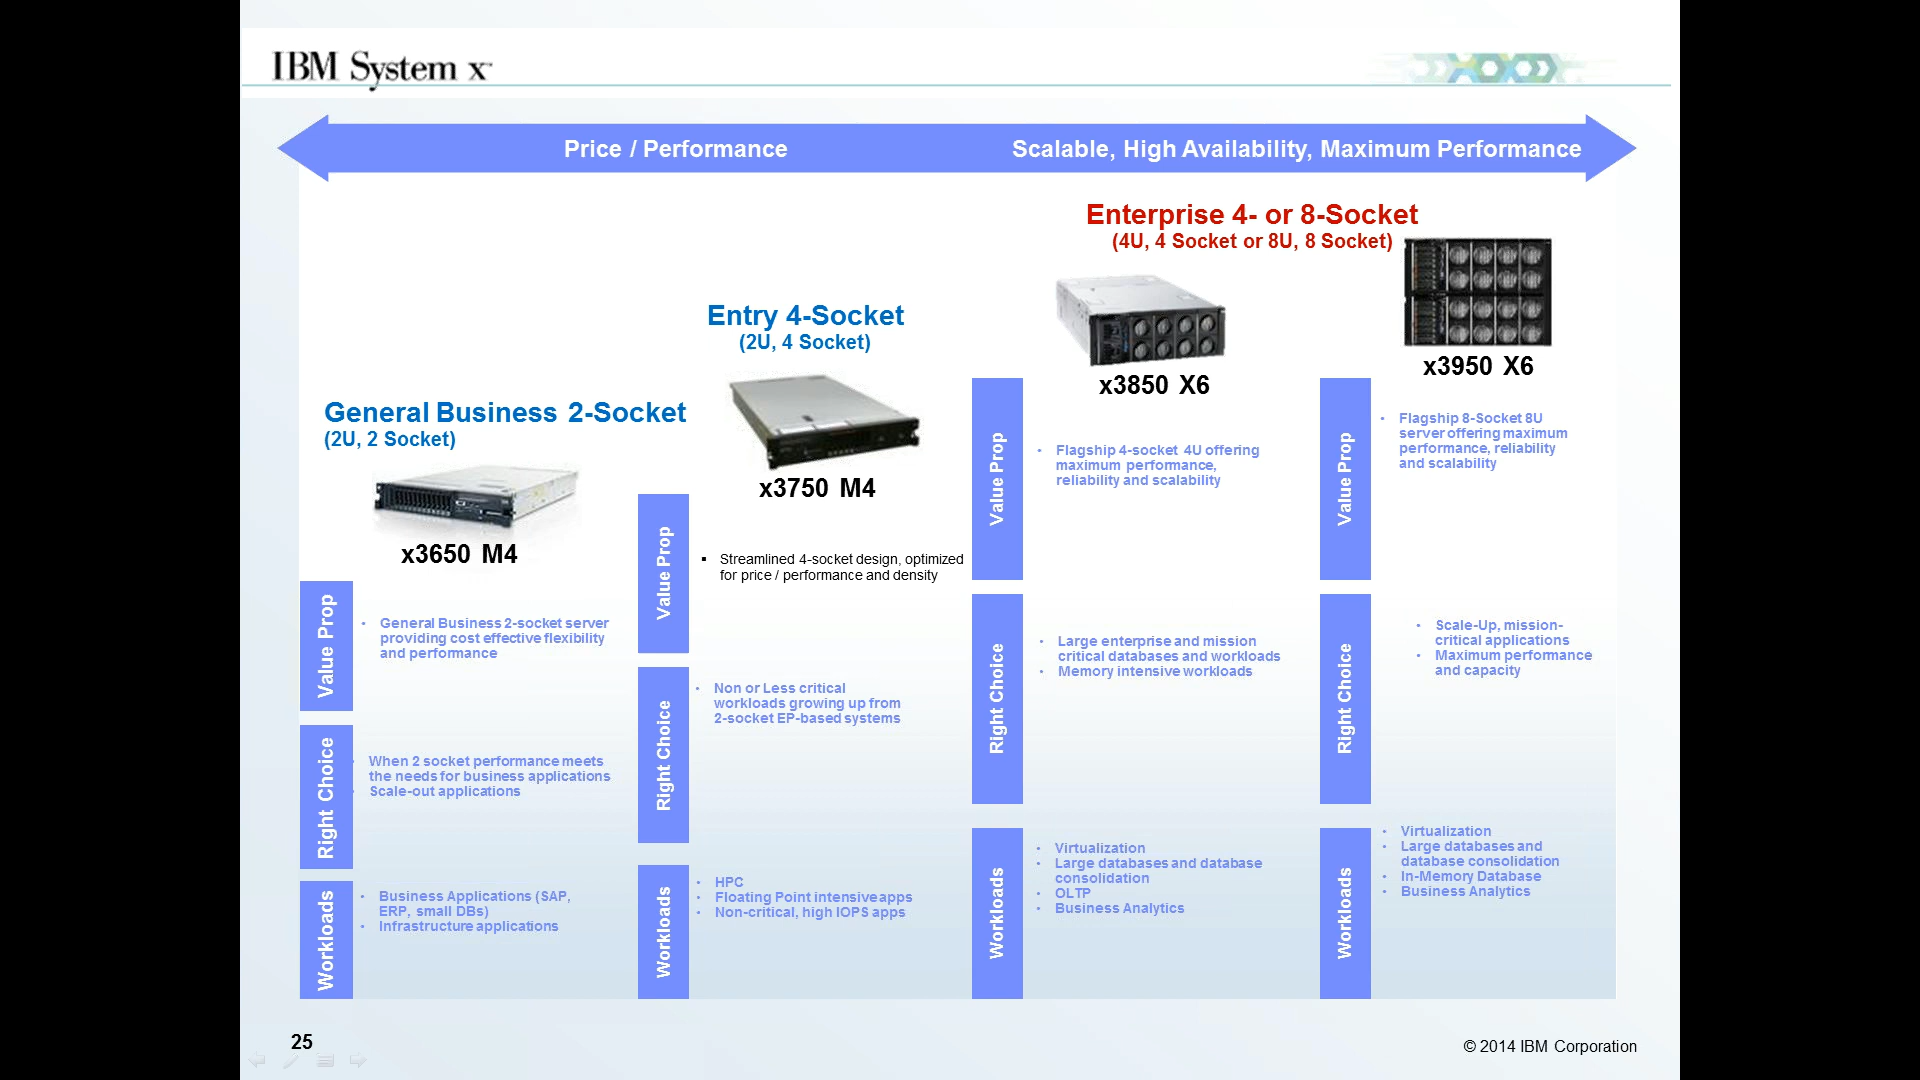 IBM System x
Price / Performance
Scalable, High Availability, Maximum Performance
General Business 2-Socket
(2U, 2 Socket)
x3650 M4
Value Prop
• General Business 2-socket server
providing cost effective flexibility
and performance
Right Choice
• When 2 socket performance meets
the needs for business applications
• Scale-out applications
Workloads
• Business Applications (SAP,
ERP, small DBs)
• Infrastructure applications
Entry 4-Socket
(2U, 4 Socket)
x3750 M4
Value Prop
▪ Streamlined 4-socket design, optimized
for price / performance and density
Right Choice
• Non or Less critical
workloads growing up from
2-socket EP-based systems
Workloads
• HPC
• Floating Point intensive apps
• Non-critical, high IOPS apps
Enterprise 4- or 8-Socket
(4U, 4 Socket or 8U, 8 Socket)
x3850 X6
Value Prop
• Flagship 4-socket 4U offering
maximum performance,
reliability and scalability
Right Choice
• Large enterprise and mission
critical databases and workloads
• Memory intensive workloads
Workloads
• Virtualization
• Large databases and database
consolidation
• OLTP
• Business Analytics
x3950 X6
Value Prop
• Flagship 8-Socket 8U
server offering maximum
performance, reliability
and scalability
Right Choice
• Scale-Up, mission-
critical applications
• Maximum performance
and capacity
Workloads
• Virtualization
• Large databases and
database consolidation
• In-Memory Database
• Business Analytics
25
© 2014 IBM Corporation